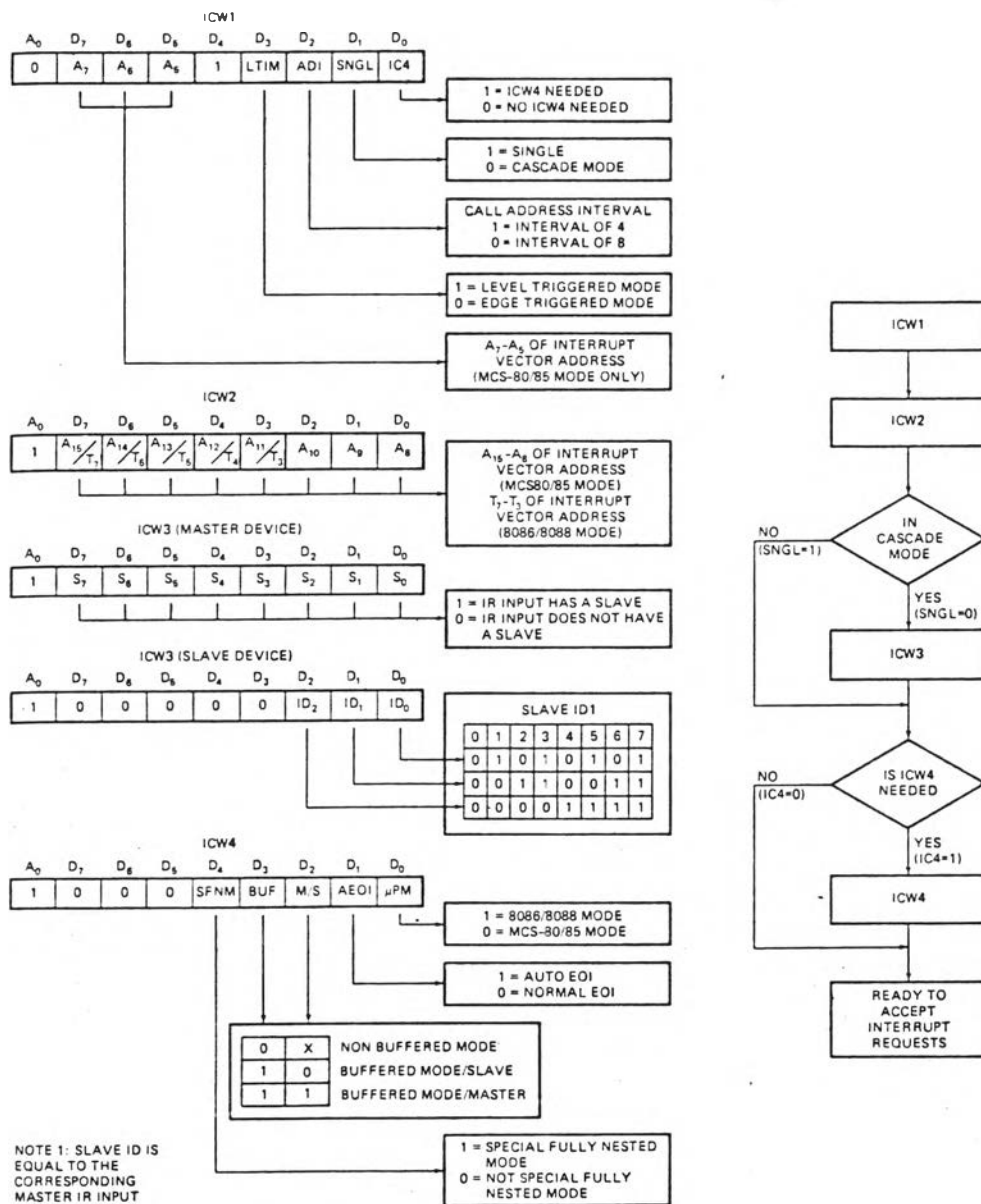 ICW1
A0 D7 D6 D5 D4 D3 D2 D1 D0
0 A7 A6 A5 1 LTIM ADI SNGL IC4
1 = ICW4 NEEDED
0 = NO ICW4 NEEDED
1 = SINGLE
0 = CASCADE MODE
CALL ADDRESS INTERVAL
1 = INTERVAL OF 4
0 = INTERVAL OF 8
1 = LEVEL TRIGGERED MODE
0 = EDGE TRIGGERED MODE
A7-A5 OF INTERRUPT
VECTOR ADDRESS
(MCS-80/85 MODE ONLY)
ICW2
A0 D7 D6 D5 D4 D3 D2 D1 D0
1 A15/T7 A14/T6 A13/T5 A12/T4 A11/T3 A10 A9 A8
A15-A8 OF INTERRUPT
VECTOR ADDRESS
(MCS80/85 MODE)
T7-T3 OF INTERRUPT
VECTOR ADDRESS
(8086/8088 MODE)
ICW3 (MASTER DEVICE)
A0 D7 D6 D5 D4 D3 D2 D1 D0
1 S7 S6 S5 S4 S3 S2 S1 S0
1 = IR INPUT HAS A SLAVE
0 = IR INPUT DOES NOT HAVE
A SLAVE
ICW3 (SLAVE DEVICE)
A0 D7 D6 D5 D4 D3 D2 D1 D0
1 0 0 0 0 0 ID2 ID1 ID0
SLAVE ID1
0 1 2 3 4 5 6 7
0 1 0 1 0 1 0 1
0 0 1 1 0 0 1 1
0 0 0 0 1 1 1 1
ICW4
A0 D7 D6 D5 D4 D3 D2 D1 D0
1 0 0 0 SFNM BUF M/S AEOI µPM
1 = 8086/8088 MODE
0 = MCS-80/85 MODE
1 = AUTO EOI
0 = NORMAL EOI
0 X NON BUFFERED MODE
1 0 BUFFERED MODE/SLAVE
1 1 BUFFERED MODE/MASTER
1 = SPECIAL FULLY NESTED
MODE
0 = NOT SPECIAL FULLY
NESTED MODE
NOTE 1: SLAVE ID IS
EQUAL TO THE
CORRESPONDING
MASTER IR INPUT
ICW1
ICW2
IN
CASCADE
MODE
NO
(SNGL=1)
YES
(SNGL=0)
ICW3
IS ICW4
NEEDED
NO
(IC4=0)
YES
(IC4=1)
ICW4
READY TO
ACCEPT
INTERRUPT
REQUESTS